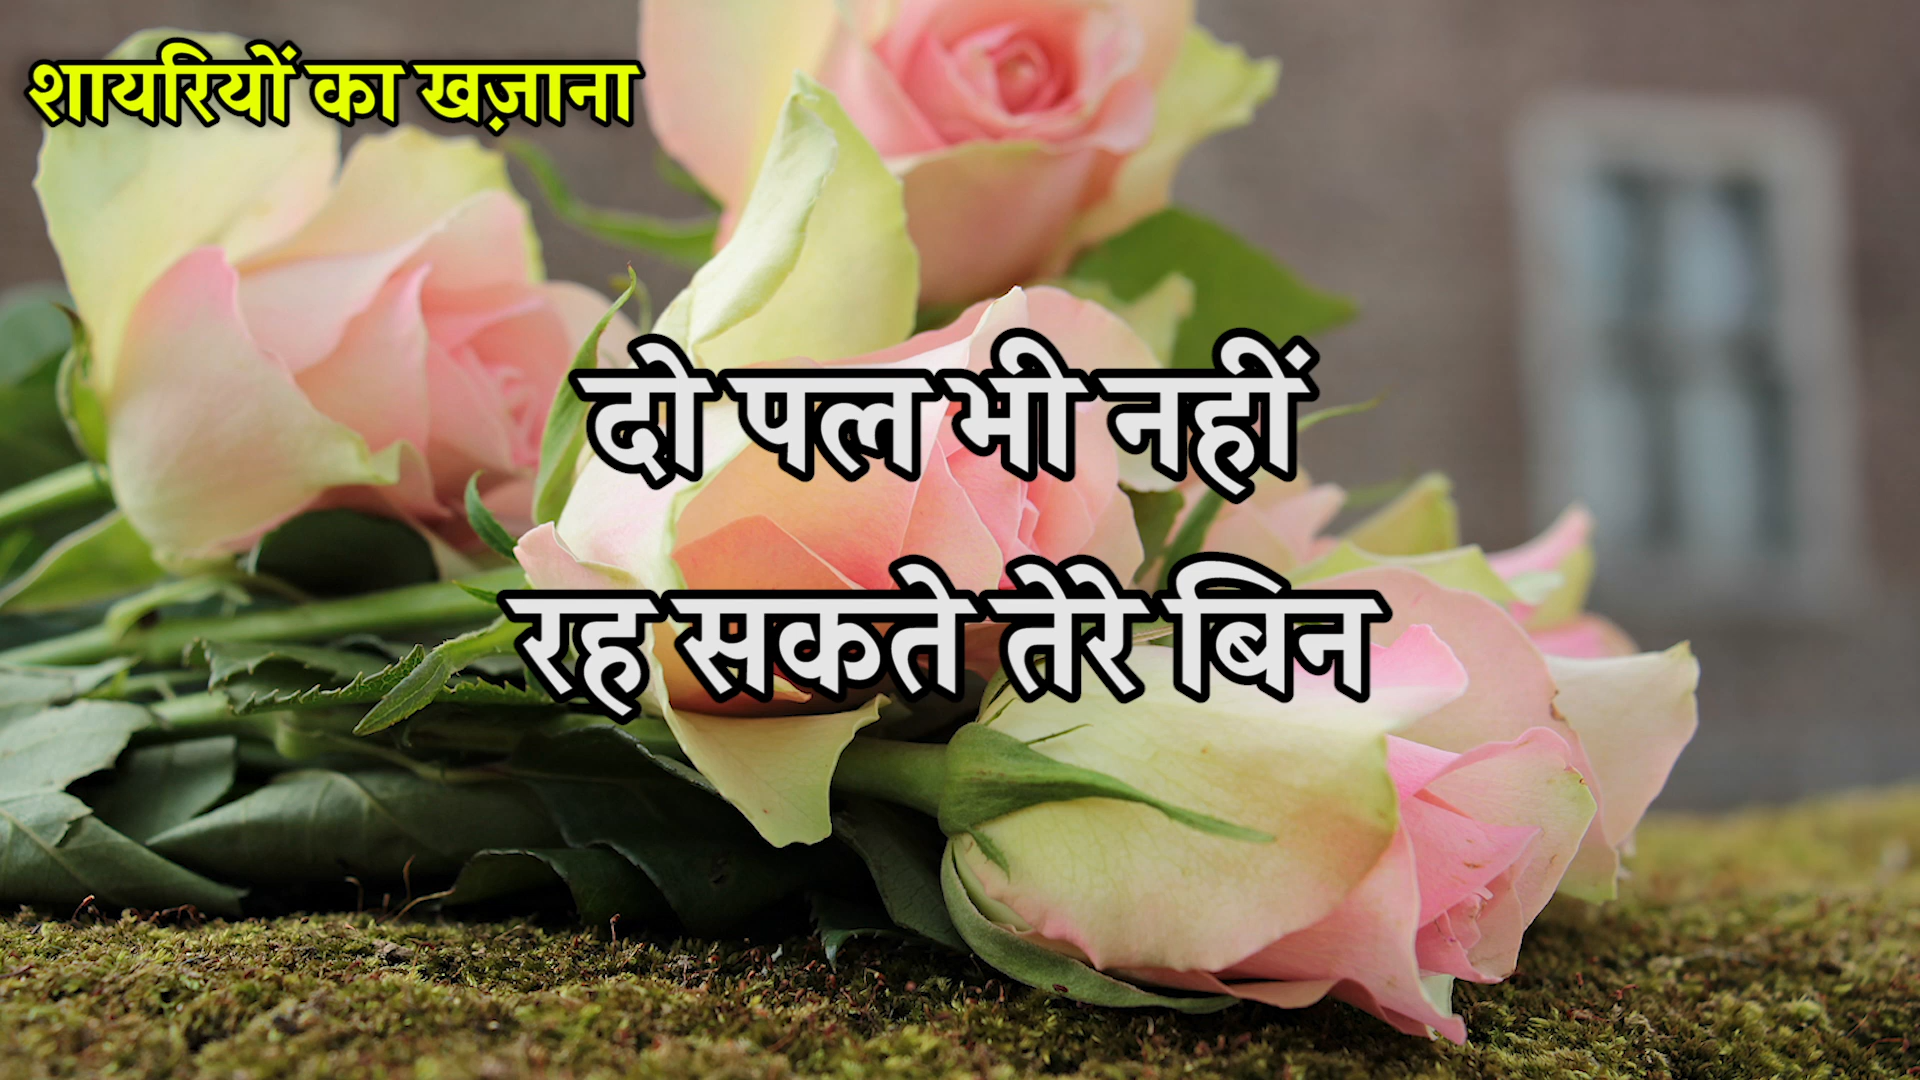 शायरियों का खज़ाना
दो पल भी नहीं
रह सकते तेरे बिन